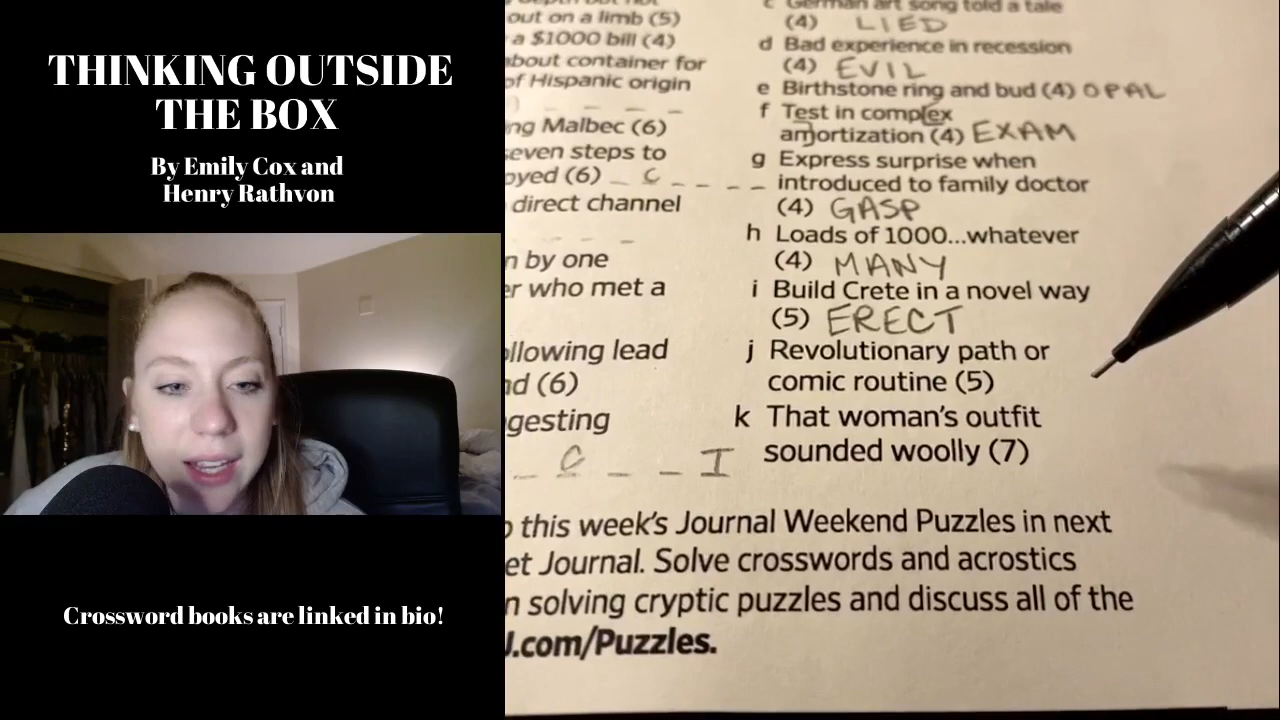 THINKING OUTSIDE
THE BOX
By Emily Cox and
Henry Rathvon
Crossword books are linked in bio!
out on a limb (5)
a $1000 bill (4)
about container for
of Hispanic origin
ng Malbec (6)
seven steps to
oyed (6) _ C _ _ _ _
direct channel
n by one
er who met a
ollowing lead
nd (6)
gesting
_ C _ _ I
c German art song told a tale
(4) LIED
d Bad experience in recession
(4) EVIL
e Birthstone ring and bud (4) OPAL
f Test in complex
amortization (4) EXAM
g Express surprise when
introduced to family doctor
(4) GASP
h Loads of 1000...whatever
(4) MANY
i Build Crete in a novel way
(5) ERECT
j Revolutionary path or
comic routine (5)
k That woman's outfit
sounded woolly (7)
this week's Journal Weekend Puzzles in next
et Journal. Solve crosswords and acrostics
n solving cryptic puzzles and discuss all of the
J.com/Puzzles.